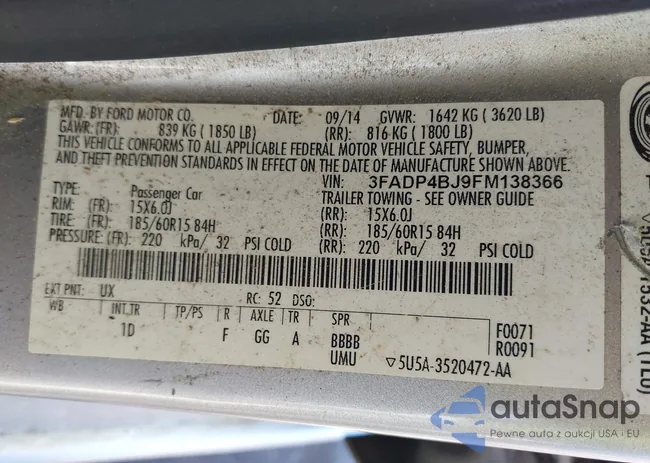 MFD. BY FORD MOTOR CO. DATE: 09/14 GVWR: 1642 KG ( 3620 LB)
GAWR: (FR): 839 KG ( 1850 LB) (RR): 816 KG ( 1800 LB)
THIS VEHICLE CONFORMS TO ALL APPLICABLE FEDERAL MOTOR VEHICLE SAFETY, BUMPER,
AND THEFT PREVENTION STANDARDS IN EFFECT ON THE DATE OF MANUFACTURE SHOWN ABOVE.
VIN: 3FADP4BJ9FM138366
TYPE: Passenger Car TRAILER TOWING - SEE OWNER GUIDE
RIM: (FR): 15X6.0J (RR): 15X6.0J
TIRE: (FR): 185/60R15 84H (RR): 185/60R15 84H
PRESSURE: (FR): 220 kPa/ 32 PSI COLD (RR): 220 kPa/ 32 PSI COLD
EXT PNT: UX RC: 52 DSO:
WB INT TR TP/PS R AXLE TR SPR F0071
1D F GG A BBBB R0091
UMU 5U5A-3520472-AA
autaSnap
Pewne auta z aukcji USA i EU